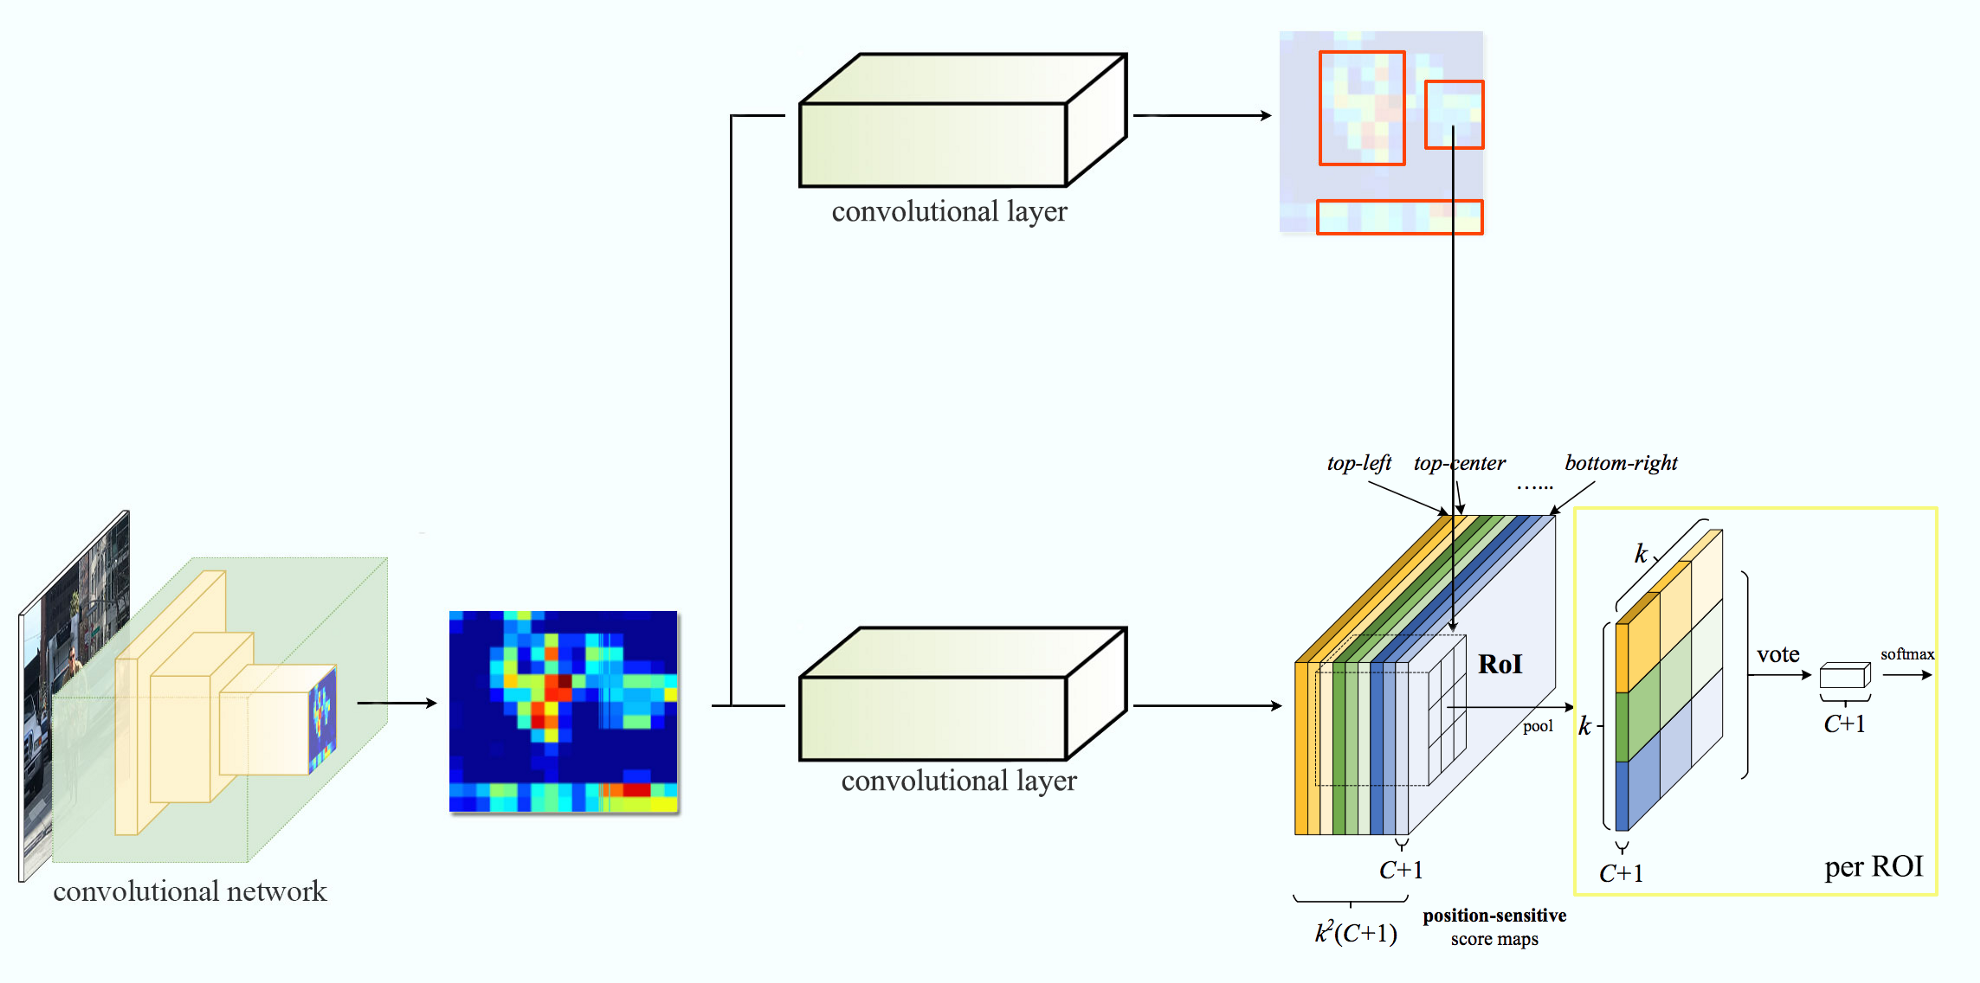 convolutional layer
top-left top-center ...... bottom-right
k
RoI
vote
softmax
pool
k
C+1
convolutional layer
C+1
C+1
per ROI
convolutional network
position-sensitive
k²(C+1)
score maps